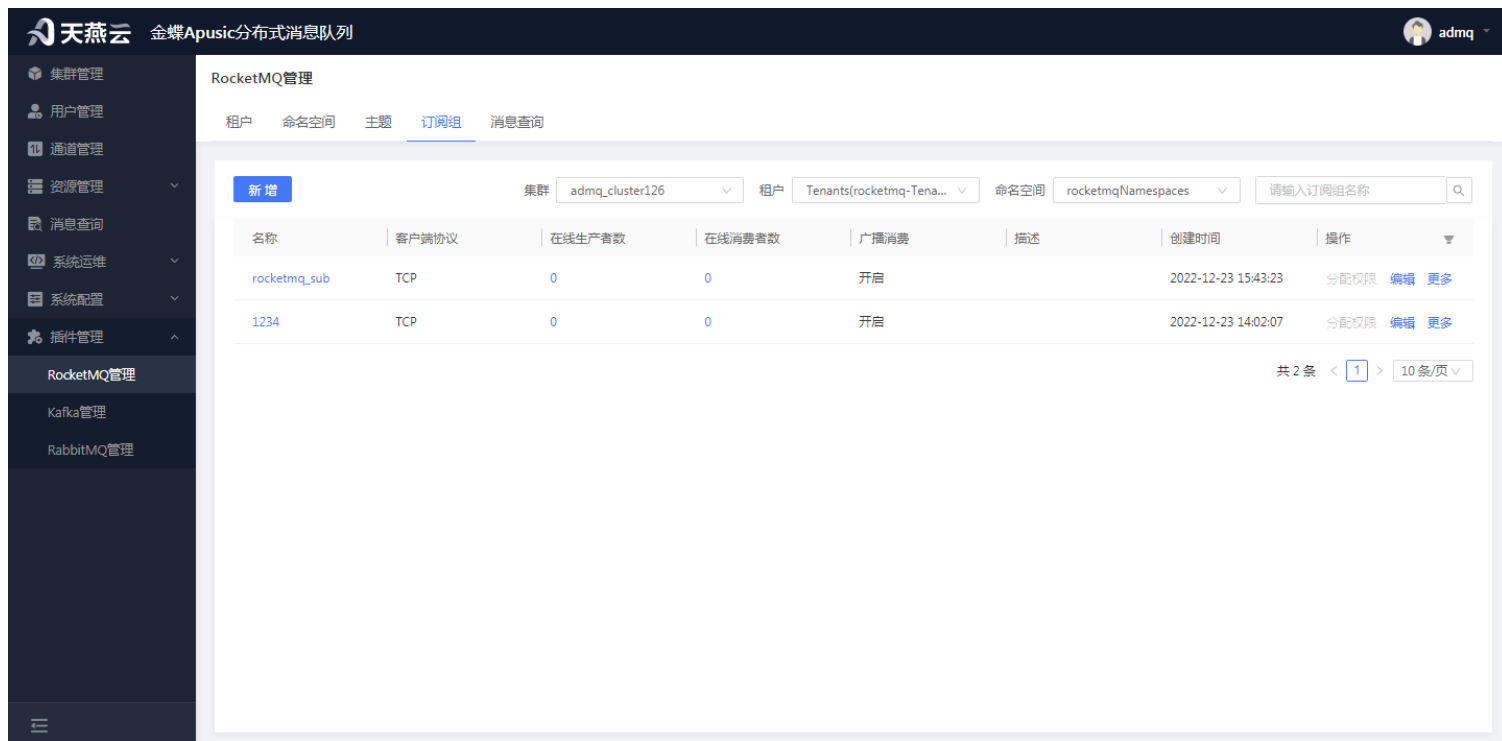 天燕云 金蝶Apusic分布式消息队列 admq
集群管理
用户管理
通道管理
资源管理
消息查询
系统运维
系统配置
插件管理
RocketMQ管理
Kafka管理
RabbitMQ管理
RocketMQ管理
租户 命名空间 主题 订阅组 消息查询
新增 集群 admq_cluster126 租户 Tenants(rocketmq-Tena... 命名空间 rocketmqNamespaces 请输入订阅组名称
名称 客户端协议 在线生产者数 在线消费者数 广播消费 描述 创建时间 操作
rocketmq_sub TCP 0 0 开启 2022-12-23 15:43:23 分配权限 编辑 更多
1234 TCP 0 0 开启 2022-12-23 14:02:07 分配权限 编辑 更多
共 2 条 < 1 > 10 条/页